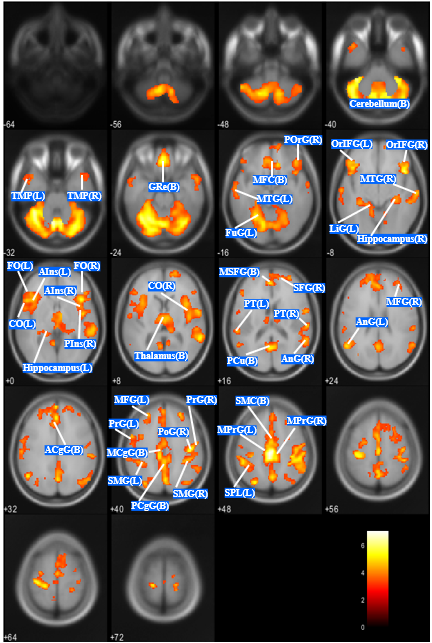 -64
-56
-48
-40
Cerebellum(B)
-32
TMP(L)
TMP(R)
-24
GRe(B)
-16
POrG(R)
MFC(B)
MTG(L)
FuG(L)
OrIFG(L)
OrIFG(R)
MTG(R)
LiG(L)
Hippocampus(R)
-8
+0
FO(L)
AIns(L)
FO(R)
AIns(R)
CO(L)
PIns(R)
Hippocampus(L)
+8
CO(R)
Thalamus(B)
+16
MSFG(B)
SFG(R)
PT(L)
PT(R)
PCu(B)
AnG(R)
+24
MFG(R)
AnG(L)
+32
ACgG(B)
+40
MFG(L)
PrG(R)
PrG(L)
PoG(R)
MCgG(B)
SMG(L)
SMG(R)
PCgG(B)
+48
SMC(B)
MPrG(L)
MPrG(R)
SPL(L)
+56
+64
+72
6
4
2
0